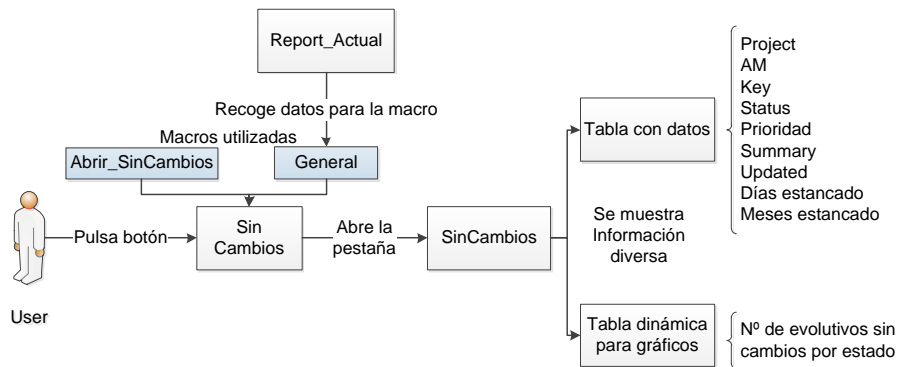 Report_Actual
Recoge datos para la macro
Macros utilizadas
Abrir_SinCambios
General
User
Pulsa botón
Sin
Cambios
Abre la
pestaña
SinCambios
Se muestra
Información
diversa
Tabla con datos
Project
AM
Key
Status
Prioridad
Summary
Updated
Días estancado
Meses estancado
Tabla dinámica
para gráficos
Nº de evolutivos sin
cambios por estado